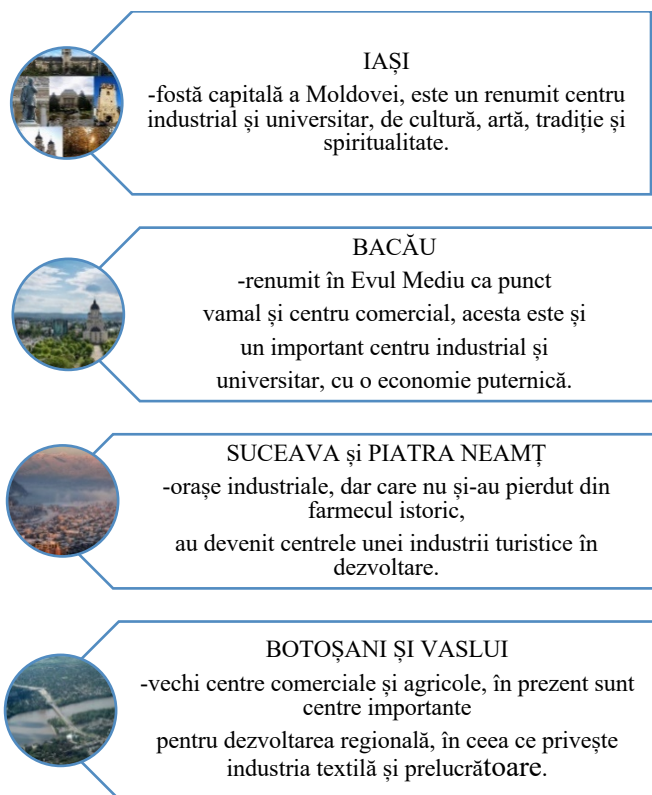 IAȘI
-fostă capitală a Moldovei, este un renumit centru
industrial și universitar, de cultură, artă, tradiție și
spiritualitate.
BACĂU
-renumit în Evul Mediu ca punct
vamal și centru comercial, acesta este și
un important centru industrial și
universitar, cu o economie puternică.
SUCEAVA și PIATRA NEAMȚ
-orașe industriale, dar care nu și-au pierdut din
farmecul istoric,
au devenit centrele unei industrii turistice în
dezvoltare.
BOTOȘANI ȘI VASLUI
-vechi centre comerciale și agricole, în prezent sunt
centre importante
pentru dezvoltarea regională, în ceea ce privește
industria textilă și prelucrătoare.